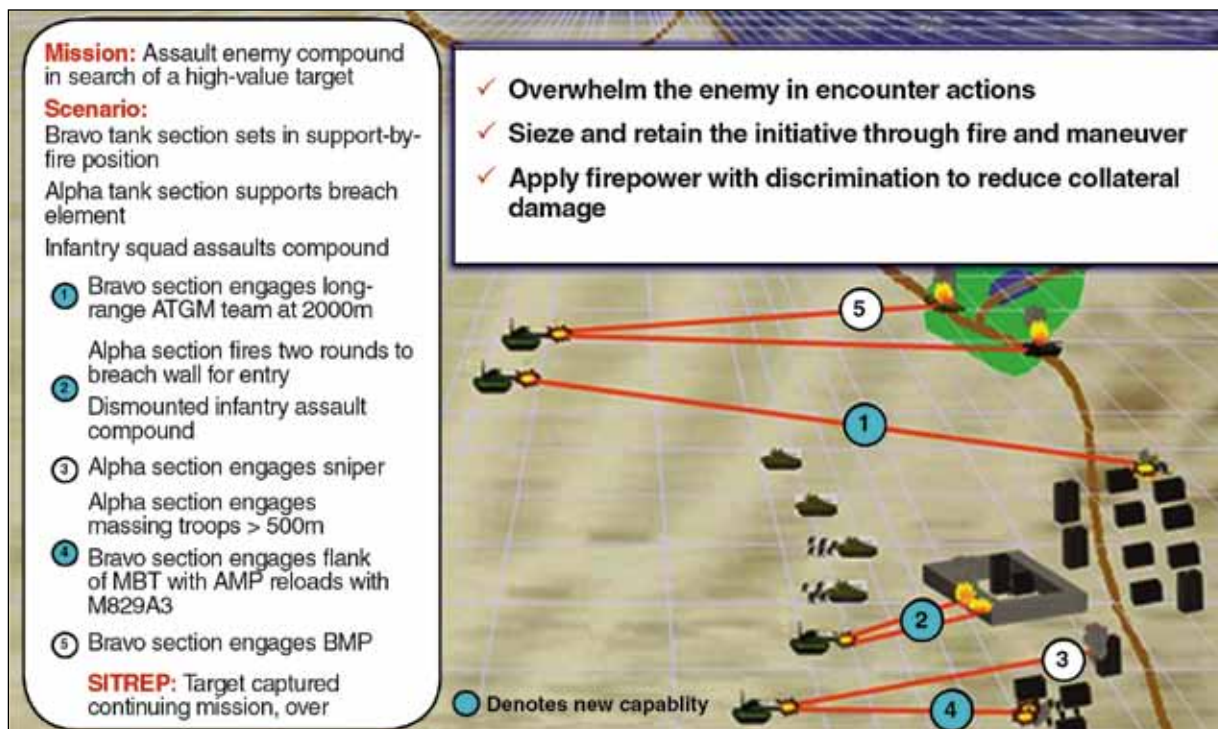 Mission: Assault enemy compound
in search of a high-value target
Scenario:
Bravo tank section sets in support-by-
fire position
Alpha tank section supports breach
element
Infantry squad assaults compound
1 Bravo section engages long-
range ATGM team at 2000m
Alpha section fires two rounds to
2 breach wall for entry
Dismounted infantry assault
compound
3 Alpha section engages sniper
Alpha section engages
massing troops > 500m
4 Bravo section engages flank
of MBT with AMP reloads with
M829A3
5 Bravo section engages BMP
SITREP: Target captured
continuing mission, over
✓ Overwhelm the enemy in encounter actions
✓ Sieze and retain the initiative through fire and maneuver
✓ Apply firepower with discrimination to reduce collateral
damage
5
1
2
3
4
Denotes new capablity